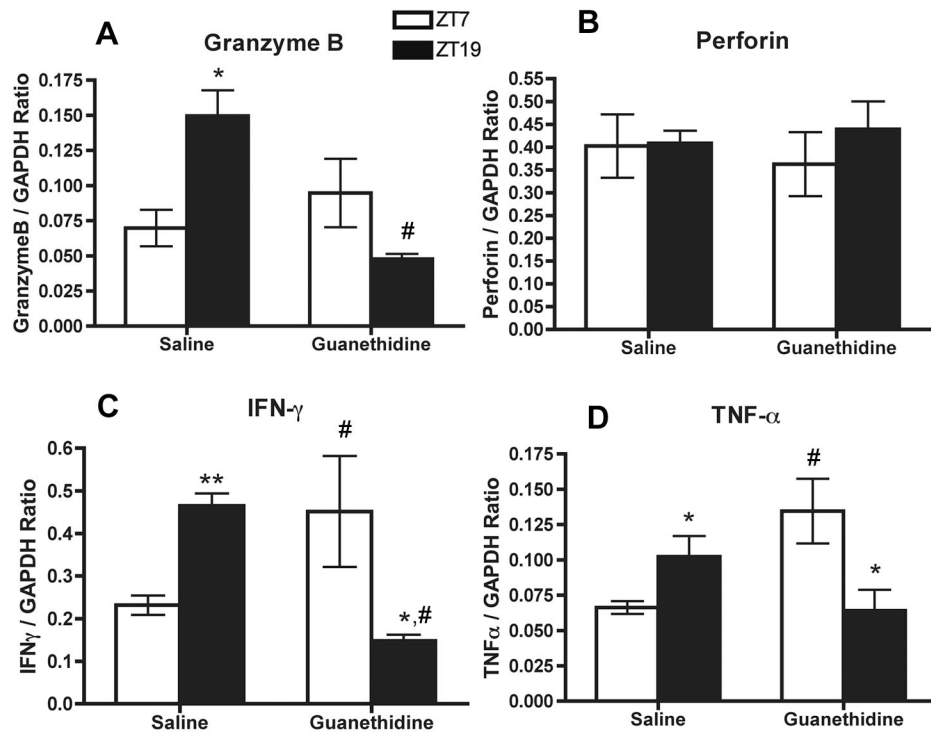 A
Granzyme B
ZT7
ZT19
GranzymeB / GAPDH Ratio
0.175
0.150
0.125
0.100
0.075
0.050
0.025
0.000
*
#
Saline
Guanethidine
B
Perforin
Perforin / GAPDH Ratio
0.55
0.50
0.45
0.40
0.35
0.30
0.25
0.20
0.15
0.10
0.05
0.00
Saline
Guanethidine
C
IFN-γ
IFNγ / GAPDH Ratio
0.6
0.5
0.4
0.3
0.2
0.1
0.0
**
#
*,#
Saline
Guanethidine
D
TNF-α
TNFα / GAPDH Ratio
0.175
0.150
0.125
0.100
0.075
0.050
0.025
0.000
*
#
*
Saline
Guanethidine